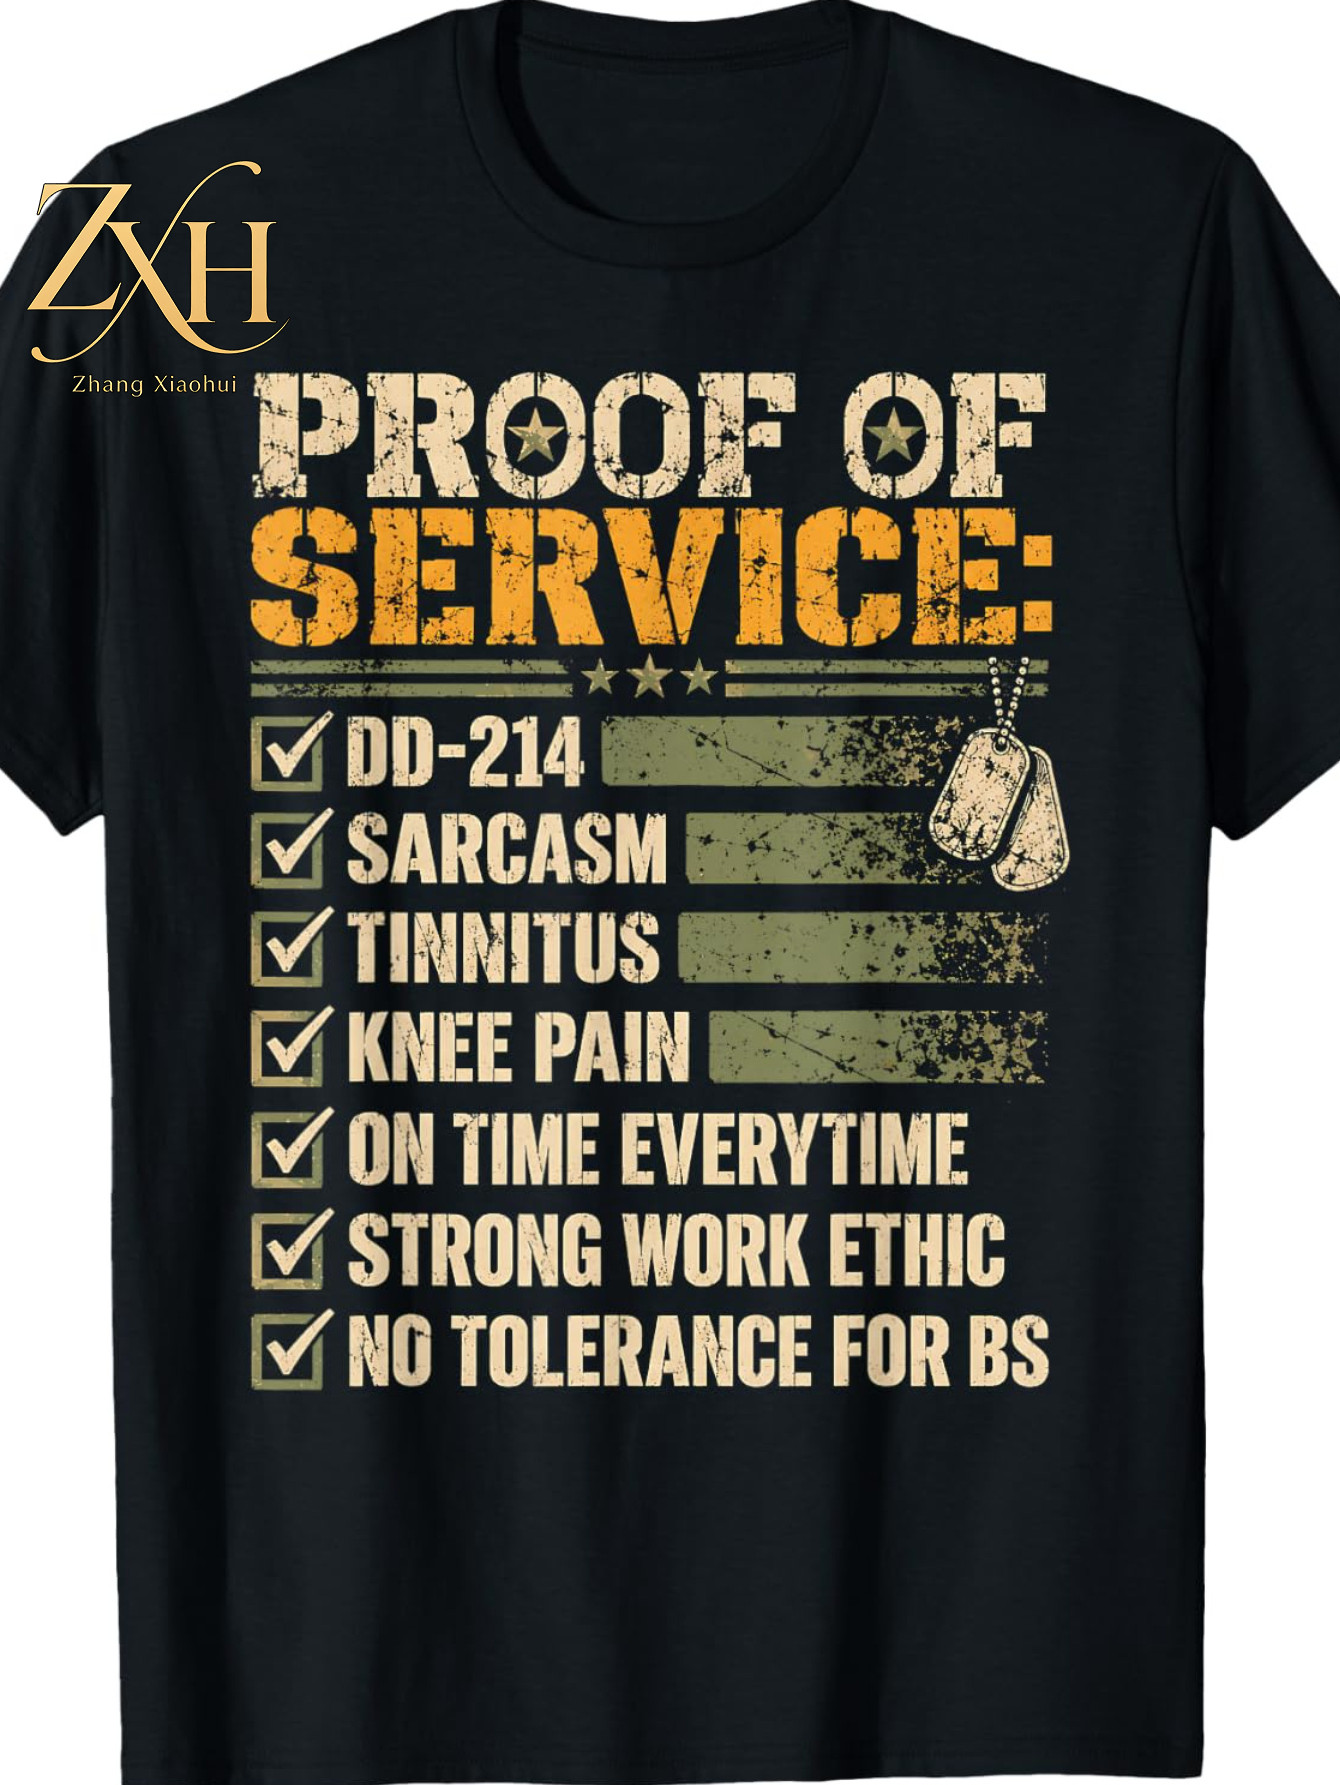 ZXH
Zhang Xiaohui
PROOF OF
SERVICE:
DD-214
SARCASM
TINNITUS
KNEE PAIN
ON TIME EVERYTIME
STRONG WORK ETHIC
NO TOLERANCE FOR BS